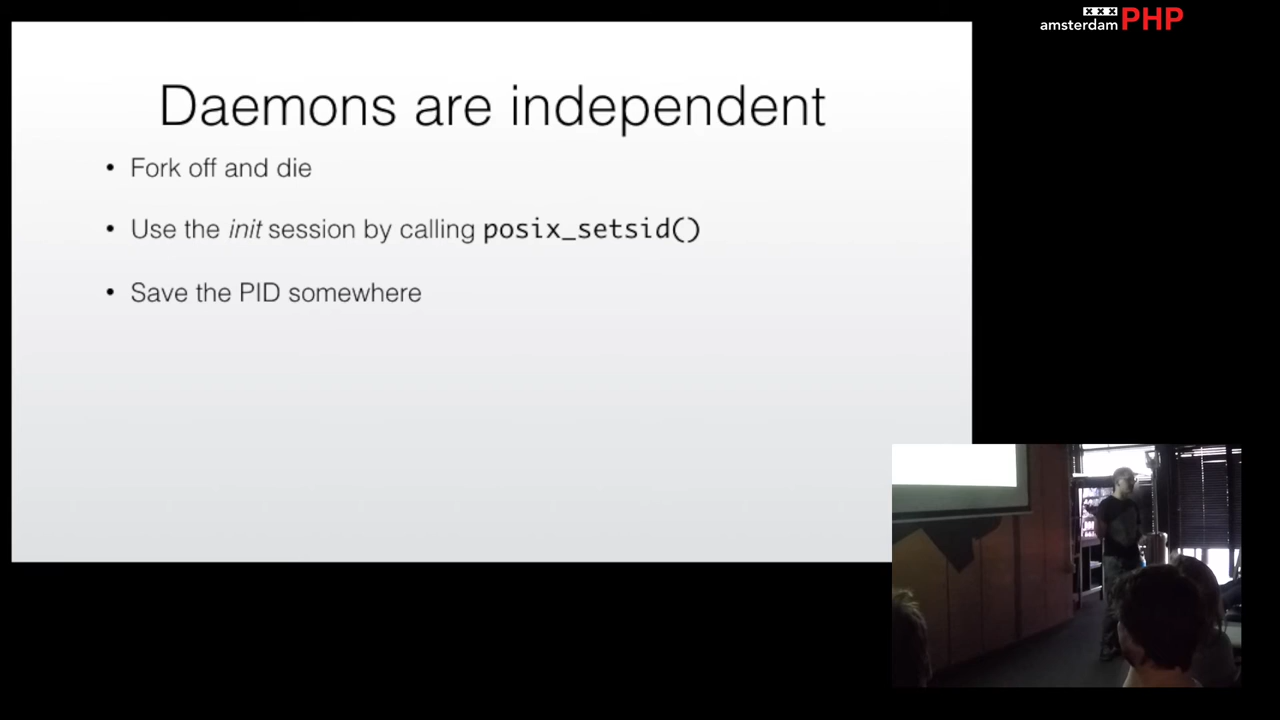 xxx
amsterdamPHP
Daemons are independent
• Fork off and die
• Use the init session by calling posix_setsid()
• Save the PID somewhere